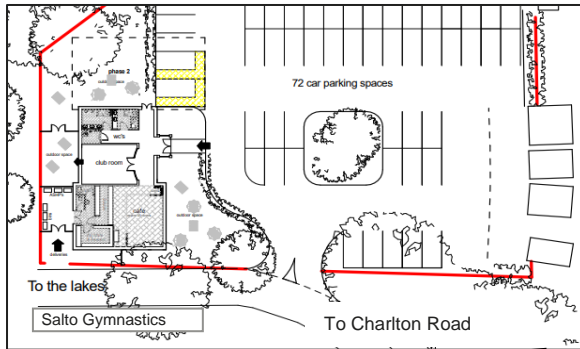 phase 2
72 car parking spaces
wc's
club room
outdoor space
cafe
outdoor space
deliveries
To the lakes
Salto Gymnastics
To Charlton Road